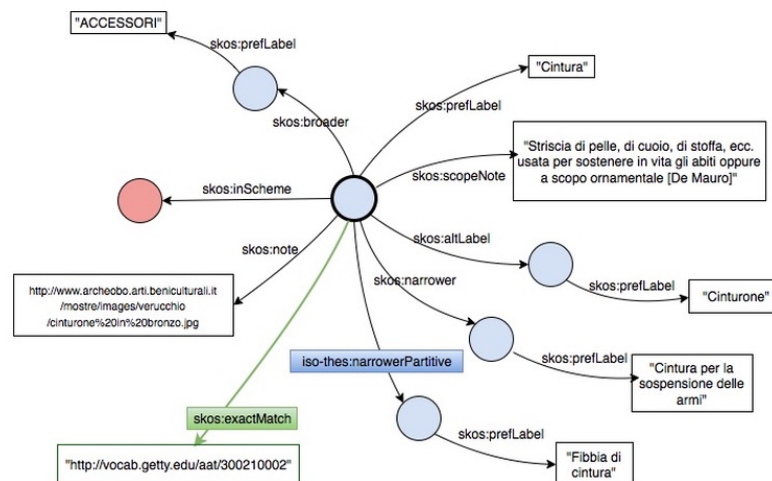 "ACCESSORI"
skos:prefLabel
"Cintura"
skos:prefLabel
skos:broader
"Striscia di pelle, di cuoio, di stoffa, ecc.
usata per sostenere in vita gli abiti oppure
a scopo ornamentale [De Mauro]"
skos:scopeNote
skos:inScheme
skos:altLabel
skos:note
skos:narrower
skos:prefLabel
"Cinturone"
http://www.archeobo.arti.beniculturali.it
/mostre/images/verucchio
/cinturone%20in%20bronzo.jpg
iso-thes:narrowerPartitive
skos:prefLabel
"Cintura per la
sospensione delle
armi"
skos:exactMatch
skos:prefLabel
"http://vocab.getty.edu/aat/300210002"
"Fibbia di
cintura"